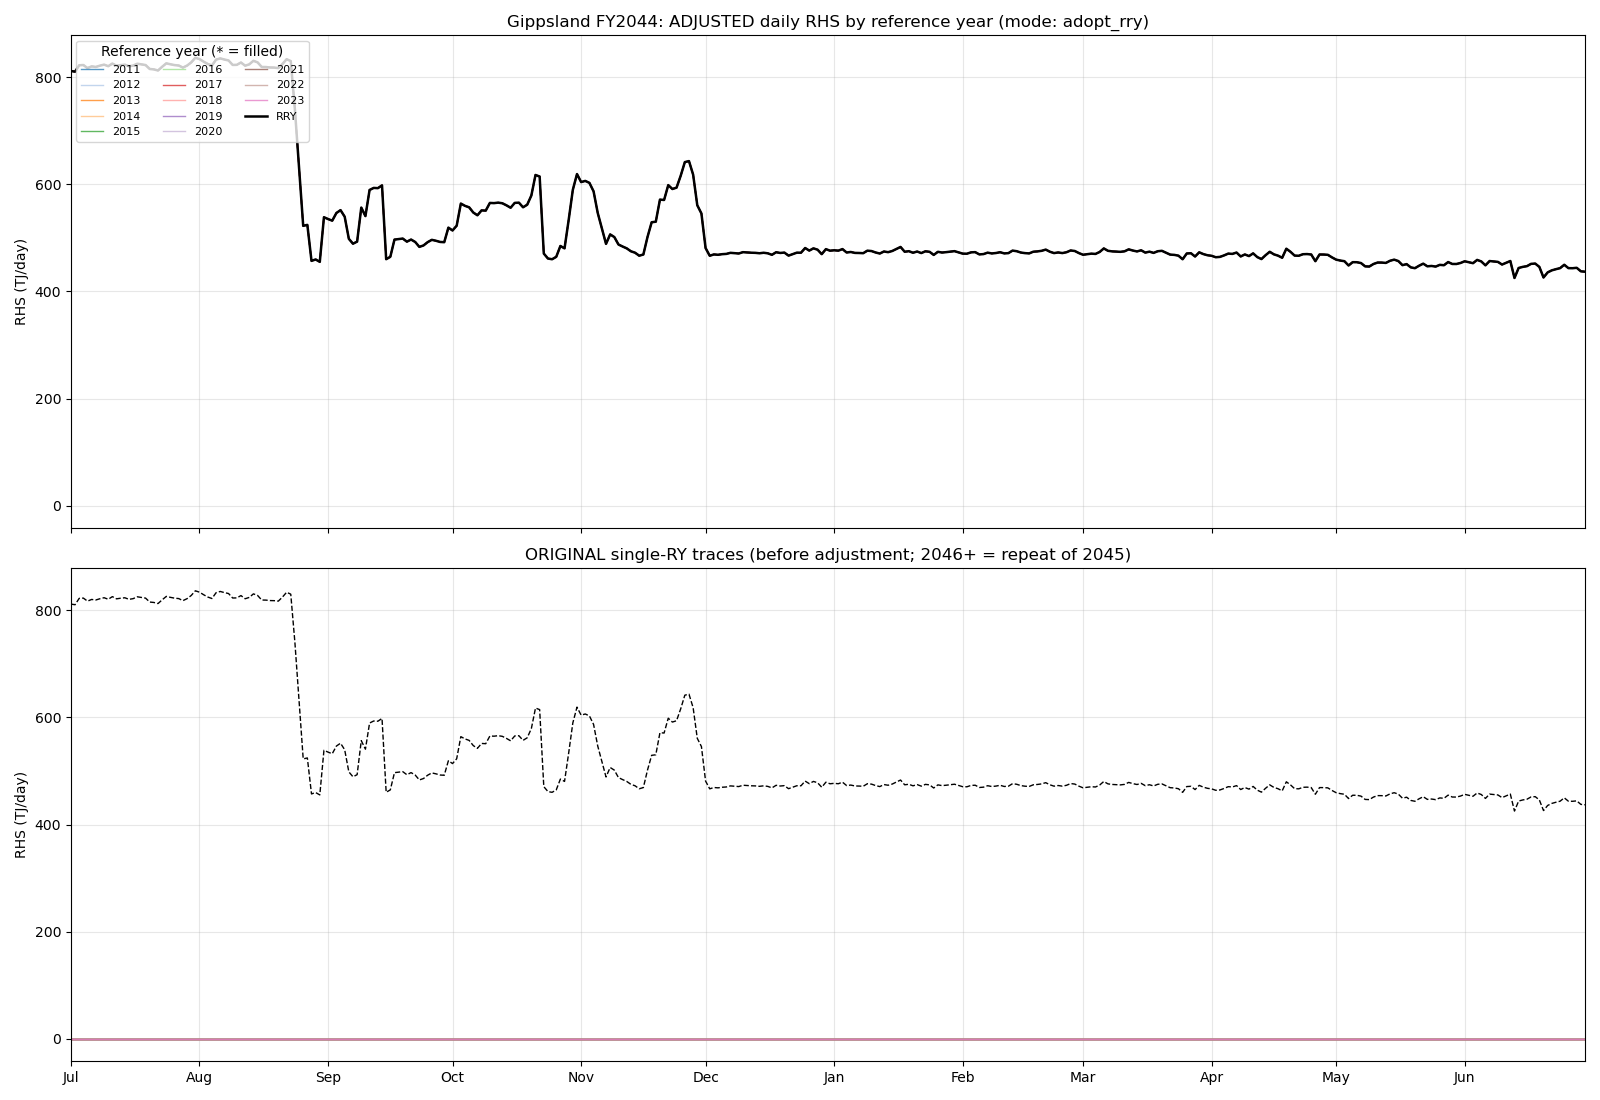 Gippsland FY2044: ADJUSTED daily RHS by reference year (mode: adopt_rry)
Reference year (* = filled)
2011 2016 2021
2012 2017 2022
2013 2018 2023
2014 2019 RRY
2015 2020
800
600
400
200
0
RHS (TJ/day)
ORIGINAL single-RY traces (before adjustment; 2046+ = repeat of 2045)
800
600
400
200
0
RHS (TJ/day)
Jul Aug Sep Oct Nov Dec Jan Feb Mar Apr May Jun